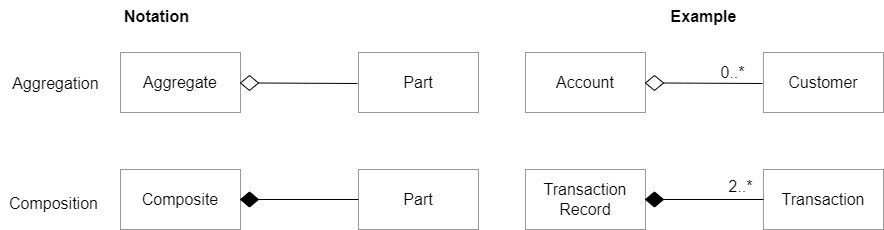 Notation
Example
Aggregation
Aggregate
Part
Account
0..*
Customer
Composition
Composite
Part
Transaction
Record
2..*
Transaction